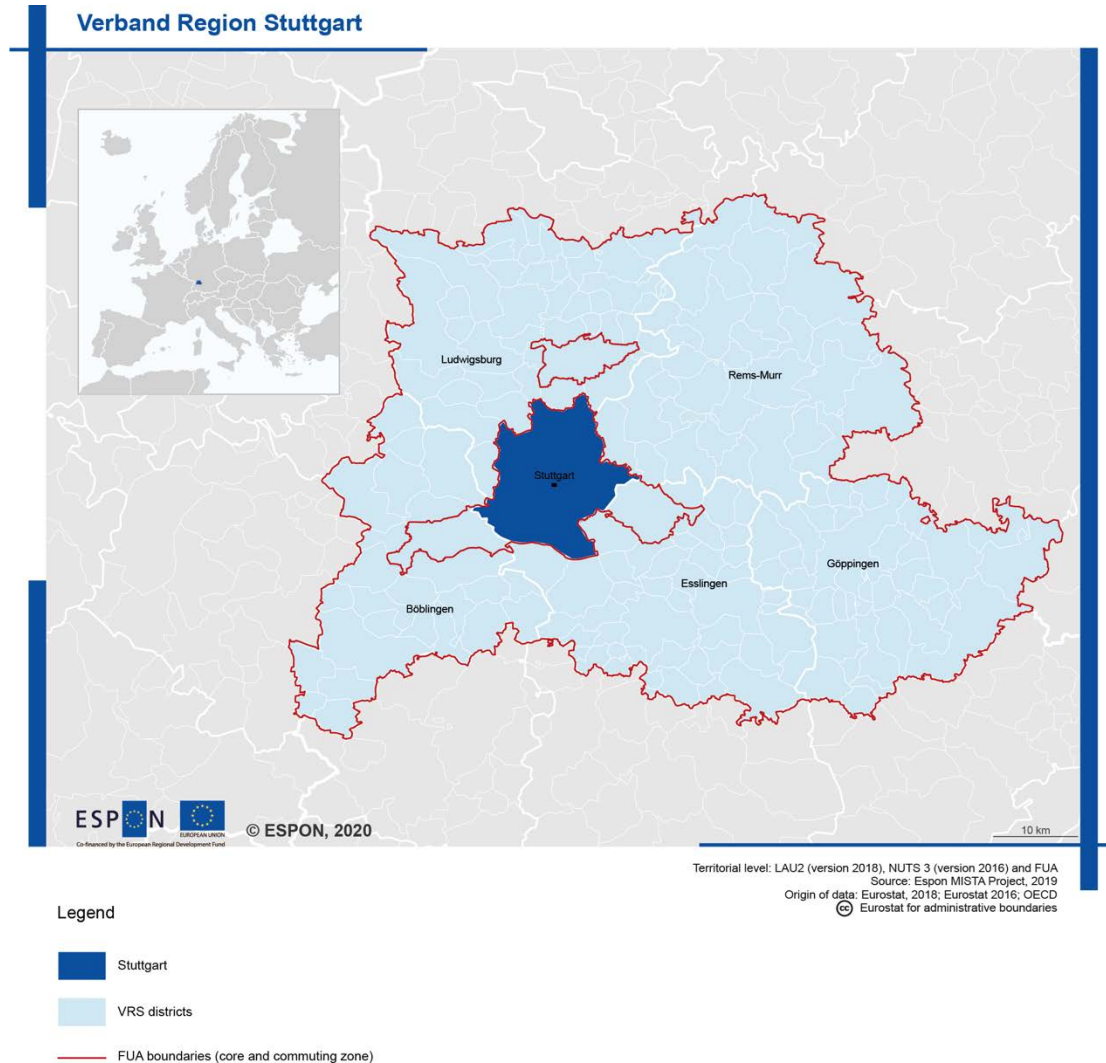 Verband Region Stuttgart
Ludwigsburg
Rems-Murr
Stuttgart
Göppingen
Esslingen
Böblingen
ESPON
EUROPEAN UNION
Co-financed by the European Regional Development Fund
© ESPON, 2020
10 km
Territorial level: LAU2 (version 2018), NUTS 3 (version 2016) and FUA
Source: Espon MISTA Project, 2019
Origin of data: Eurostat, 2018; Eurostat 2016; OECD
cc Eurostat for administrative boundaries
Legend
Stuttgart
VRS districts
FUA boundaries (core and commuting zone)